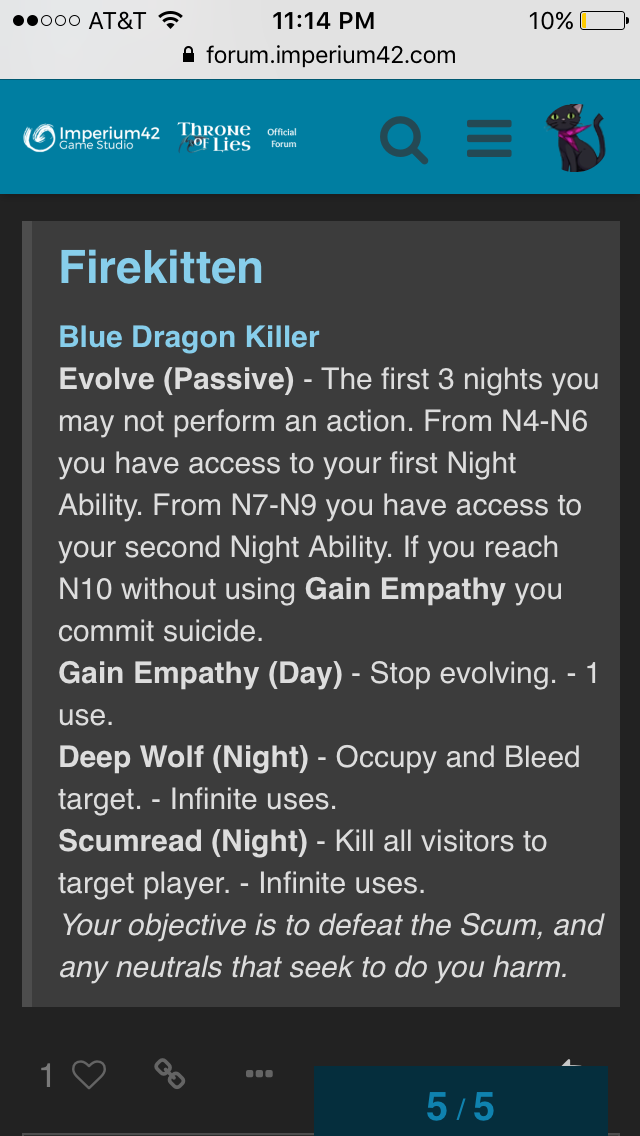 AT&T 11:14 PM 10%
forum.imperium42.com
Imperium42 Game Studio
THRONE OF LIES
Official Forum
Firekitten
Blue Dragon Killer
Evolve (Passive) - The first 3 nights you
may not perform an action. From N4-N6
you have access to your first Night
Ability. From N7-N9 you have access to
your second Night Ability. If you reach
N10 without using Gain Empathy you
commit suicide.
Gain Empathy (Day) - Stop evolving. - 1
use.
Deep Wolf (Night) - Occupy and Bleed
target. - Infinite uses.
Scumread (Night) - Kill all visitors to
target player. - Infinite uses.
Your objective is to defeat the Scum, and
any neutrals that seek to do you harm.
1
5 / 5